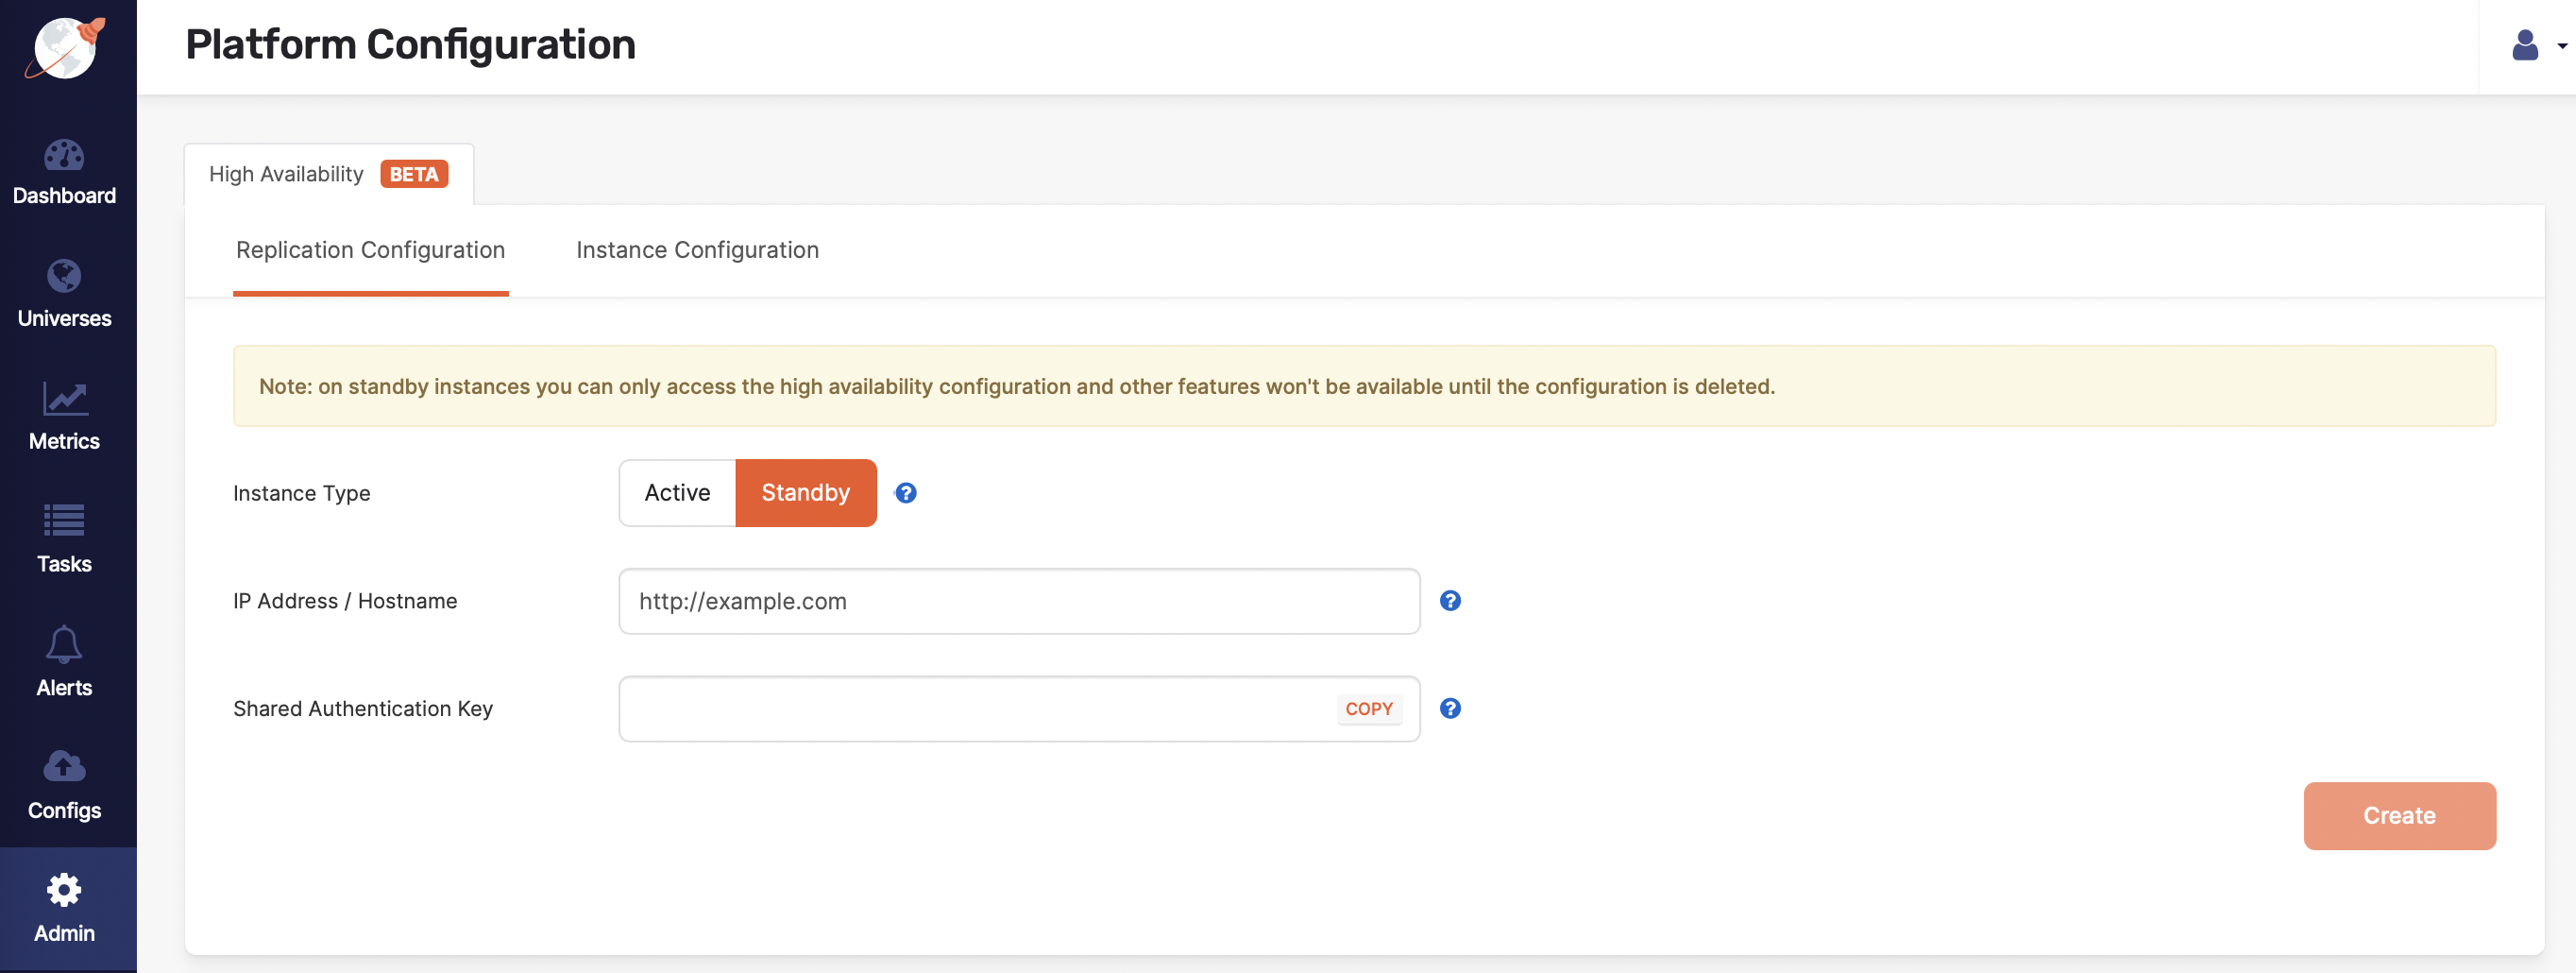 Platform Configuration
Dashboard
Universes
Metrics
Tasks
Alerts
Configs
Admin
High Availability BETA
Replication Configuration Instance Configuration
Note: on standby instances you can only access the high availability configuration and other features won't be available until the configuration is deleted.
Instance Type Active Standby ?
IP Address / Hostname http://example.com ?
Shared Authentication Key COPY ?
Create